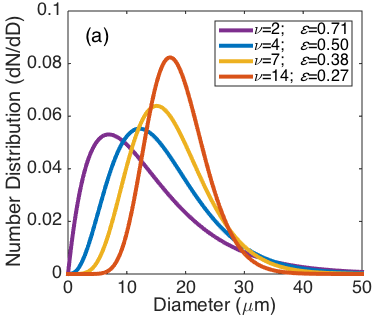 (a)
ν=2; ε=0.71
ν=4; ε=0.50
ν=7; ε=0.38
ν=14; ε=0.27
Number Distribution (dN/dD)
0.1
0.08
0.06
0.04
0.02
0
0 10 20 30 40 50
Diameter (μm)